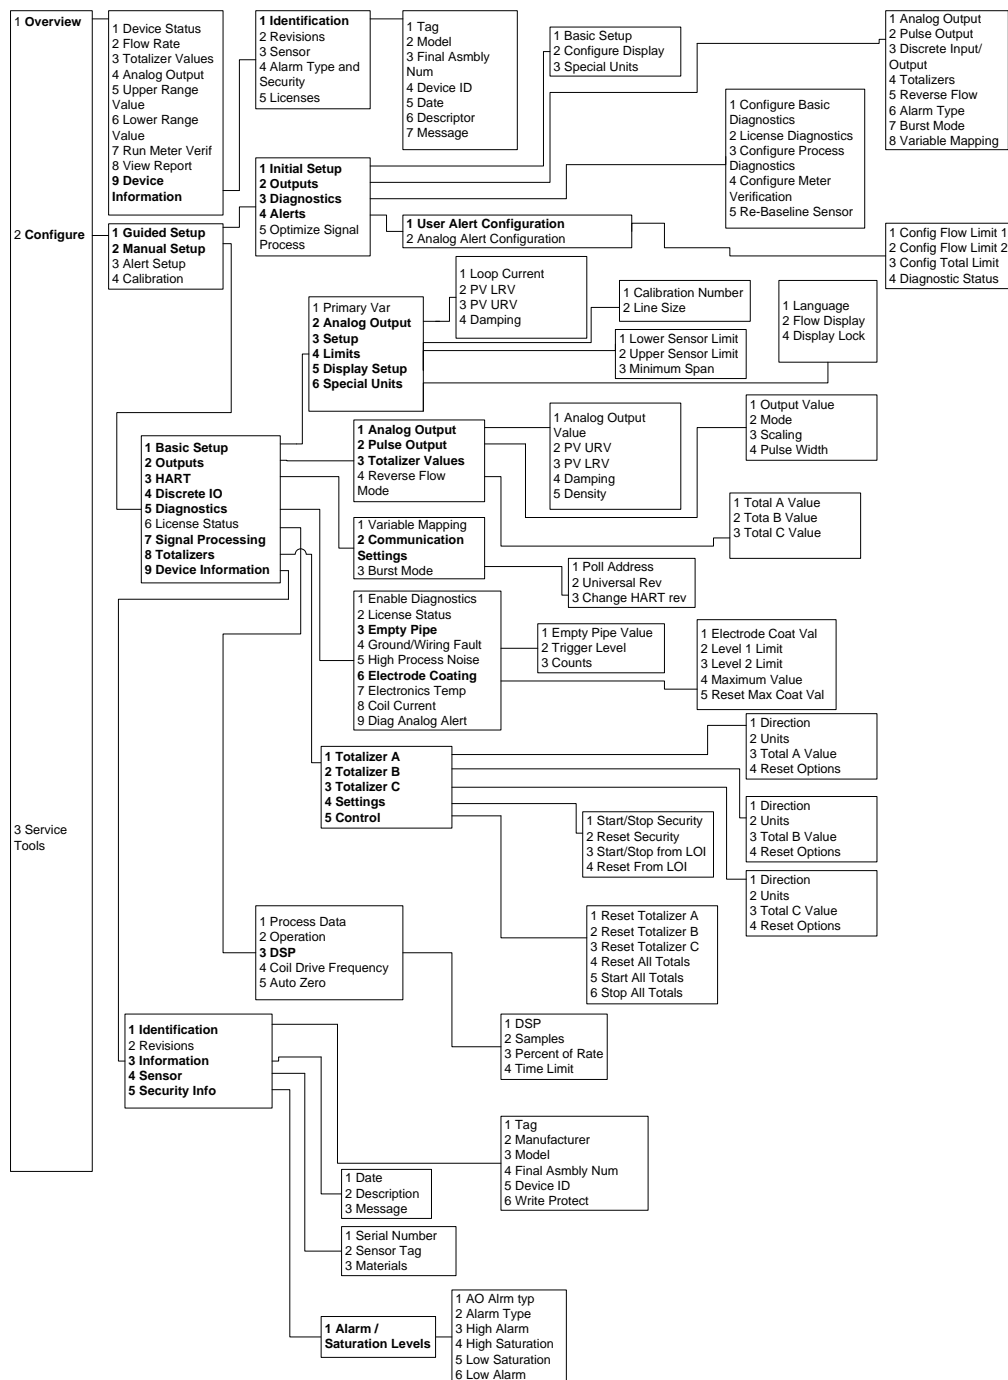 1 Overview
1 Device Status
2 Flow Rate
3 Totalizer Values
4 Analog Output
5 Upper Range
Value
6 Lower Range
Value
7 Run Meter Verif
8 View Report
9 Device
Information
1 Identification
2 Revisions
3 Sensor
4 Alarm Type and
Security
5 Licenses
1 Tag
2 Model
3 Final Asmbly
Num
4 Device ID
5 Date
6 Descriptor
7 Message
1 Basic Setup
2 Configure Display
3 Special Units
1 Analog Output
2 Pulse Output
3 Discrete Input/
Output
4 Totalizers
5 Reverse Flow
6 Alarm Type
7 Burst Mode
8 Variable Mapping
1 Configure Basic
Diagnostics
2 License Diagnostics
3 Configure Process
Diagnostics
4 Configure Meter
Verification
5 Re-Baseline Sensor
1 Initial Setup
2 Outputs
3 Diagnostics
4 Alerts
5 Optimize Signal
Process
2 Configure
1 Guided Setup
2 Manual Setup
3 Alert Setup
4 Calibration
1 User Alert Configuration
2 Analog Alert Configuration
1 Config Flow Limit 1
2 Config Flow Limit 2
3 Config Total Limit
4 Diagnostic Status
1 Primary Var
2 Analog Output
3 Setup
4 Limits
5 Display Setup
6 Special Units
1 Loop Current
2 PV LRV
3 PV URV
4 Damping
1 Calibration Number
2 Line Size
1 Lower Sensor Limit
2 Upper Sensor Limit
3 Minimum Span
1 Language
2 Flow Display
4 Display Lock
1 Basic Setup
2 Outputs
3 HART
4 Discrete IO
5 Diagnostics
6 License Status
7 Signal Processing
8 Totalizers
9 Device Information
1 Analog Output
2 Pulse Output
3 Totalizer Values
4 Reverse Flow
Mode
1 Analog Output
Value
2 PV URV
3 PV LRV
4 Damping
5 Density
1 Output Value
2 Mode
3 Scaling
4 Pulse Width
1 Total A Value
2 Tota B Value
3 Total C Value
1 Variable Mapping
2 Communication
Settings
3 Burst Mode
1 Poll Address
2 Universal Rev
3 Change HART rev
1 Enable Diagnostics
2 License Status
3 Empty Pipe
4 Ground/Wiring Fault
5 High Process Noise
6 Electrode Coating
7 Electronics Temp
8 Coil Current
9 Diag Analog Alert
1 Empty Pipe Value
2 Trigger Level
3 Counts
1 Electrode Coat Val
2 Level 1 Limit
3 Level 2 Limit
4 Maximum Value
5 Reset Max Coat Val
1 Totalizer A
2 Totalizer B
3 Totalizer C
4 Settings
5 Control
1 Direction
2 Units
3 Total A Value
4 Reset Options
1 Direction
2 Units
3 Total B Value
4 Reset Options
1 Direction
2 Units
3 Total C Value
4 Reset Options
3 Service
Tools
1 Start/Stop Security
2 Reset Security
3 Start/Stop from LOI
4 Reset From LOI
1 Reset Totalizer A
2 Reset Totalizer B
3 Reset Totalizer C
4 Reset All Totals
5 Start All Totals
6 Stop All Totals
1 Process Data
2 Operation
3 DSP
4 Coil Drive Frequency
5 Auto Zero
1 DSP
2 Samples
3 Percent of Rate
4 Time Limit
1 Identification
2 Revisions
3 Information
4 Sensor
5 Security Info
1 Tag
2 Manufacturer
3 Model
4 Final Asmbly Num
5 Device ID
6 Write Protect
1 Date
2 Description
3 Message
1 Serial Number
2 Sensor Tag
3 Materials
1 Alarm /
Saturation Levels
1 AO Alrm typ
2 Alarm Type
3 High Alarm
4 High Saturation
5 Low Saturation
6 Low Alarm